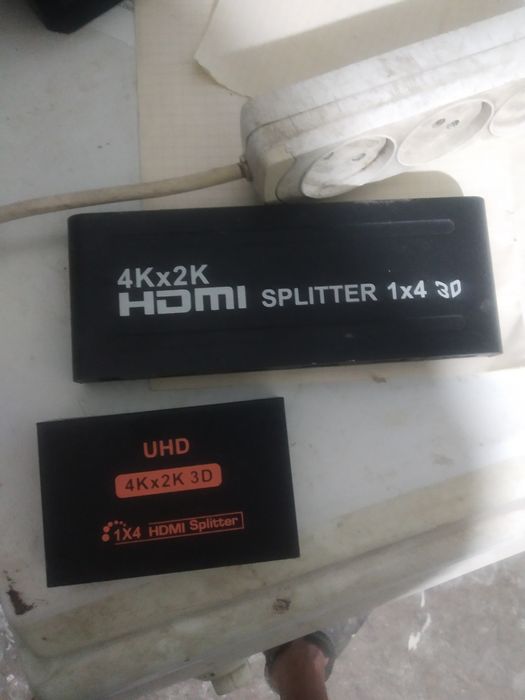 4Kx2K
HDMI SPLITTER 1x4 3D
UHD
4Kx2K 3D
1X4 HDMI Splitter